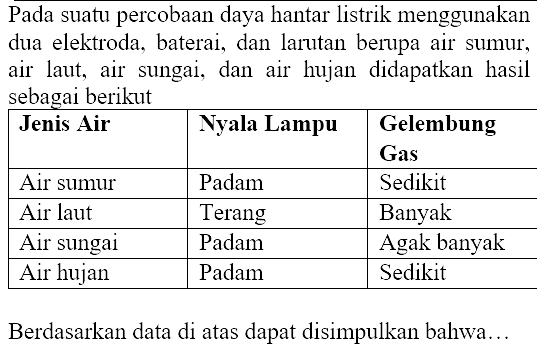 Pada suatu percobaan daya hantar listrik menggunakan
dua elektroda, baterai, dan larutan berupa air sumur,
air laut, air sungai, dan air hujan didapatkan hasil
sebagai berikut
Jenis Air Nyala Lampu Gelembung
Gas
Air sumur Padam Sedikit
Air laut Terang Banyak
Air sungai Padam Agak banyak
Air hujan Padam Sedikit
Berdasarkan data di atas dapat disimpulkan bahwa…